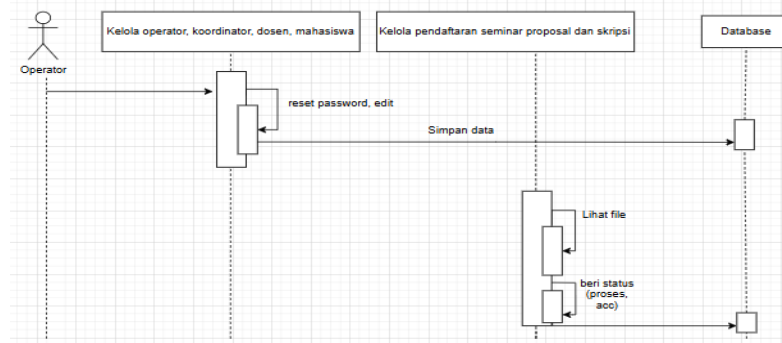 Kelola operator, koordinator, dosen, mahasiswa
Kelola pendaftaran seminar proposal dan skripsi
Database
Operator
reset password, edit
Simpan data
Lihat file
beri status
(proses,
acc)